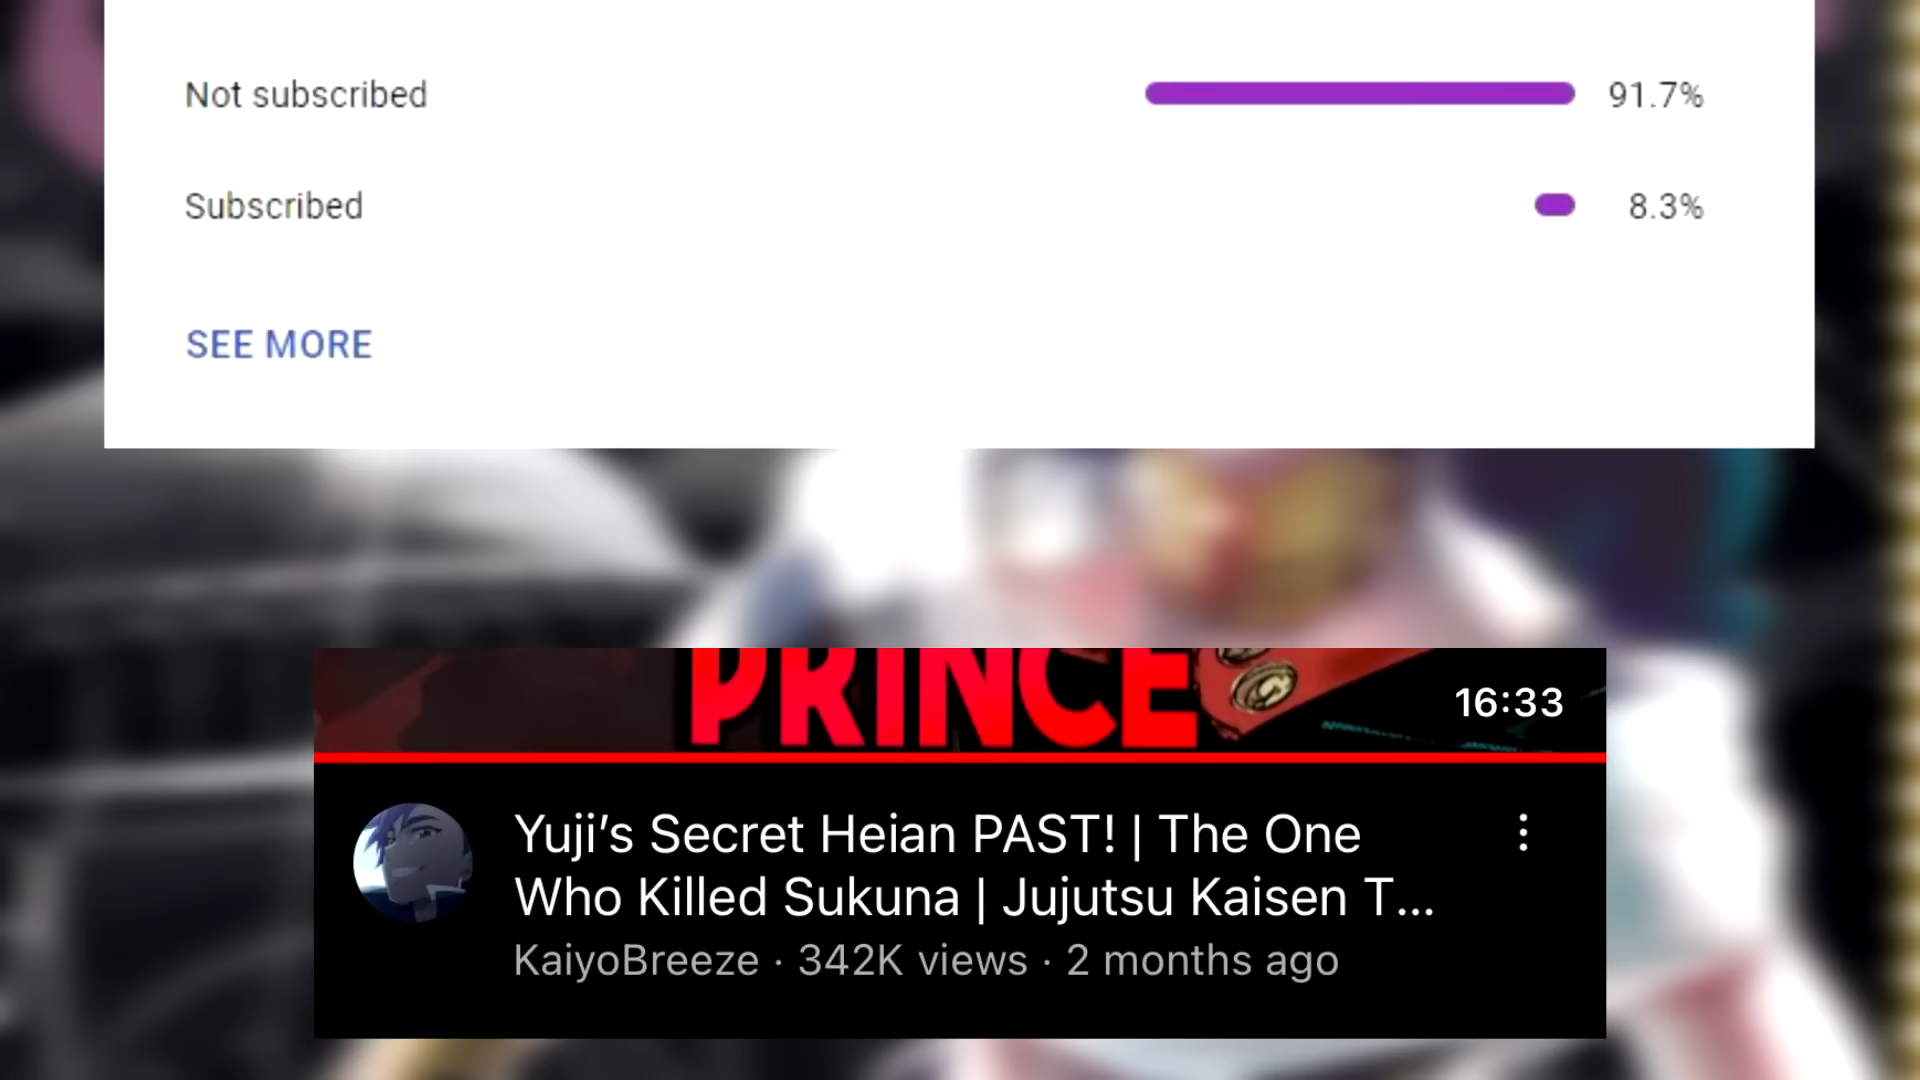 Not subscribed 91.7%
Subscribed 8.3%
SEE MORE
PRINCE
16:33
Yuji’s Secret Heian PAST! | The One
Who Killed Sukuna | Jujutsu Kaisen T...
KaiyoBreeze · 342K views · 2 months ago